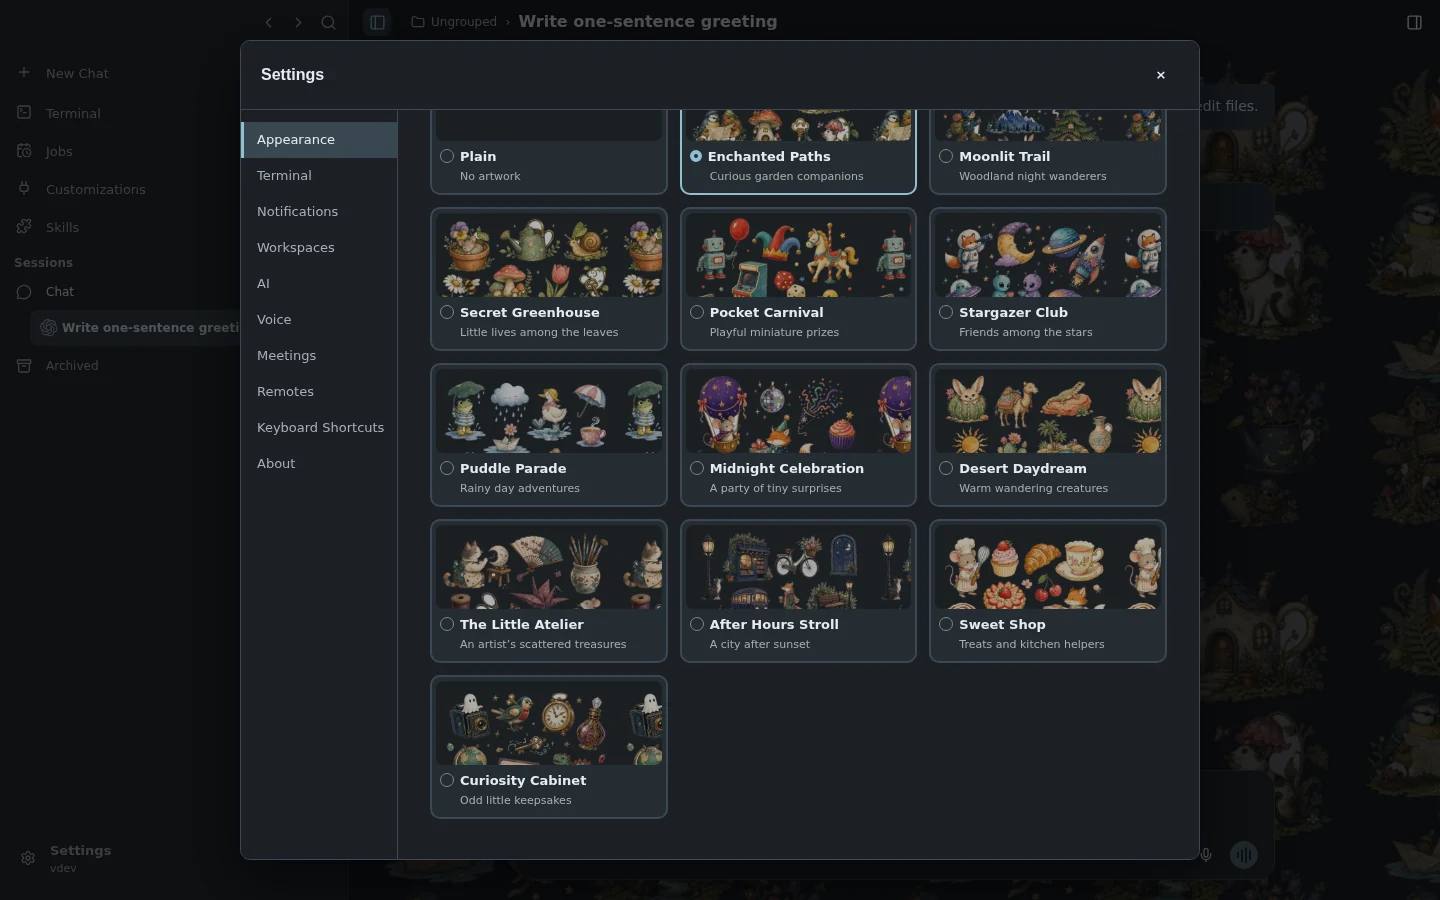 Ungrouped › Write one-sentence greeting
Settings
×
New Chat
Terminal
Jobs
Customizations
Skills
Sessions
Chat
Write one-sentence greeti
Archived
Settings
vdev
Appearance
Terminal
Notifications
Workspaces
AI
Voice
Meetings
Remotes
Keyboard Shortcuts
About
Plain
No artwork
Enchanted Paths
Curious garden companions
Moonlit Trail
Woodland night wanderers
Secret Greenhouse
Little lives among the leaves
Pocket Carnival
Playful miniature prizes
Stargazer Club
Friends among the stars
Puddle Parade
Rainy day adventures
Midnight Celebration
A party of tiny surprises
Desert Daydream
Warm wandering creatures
The Little Atelier
An artist’s scattered treasures
After Hours Stroll
A city after sunset
Sweet Shop
Treats and kitchen helpers
Curiosity Cabinet
Odd little keepsakes
edit files.